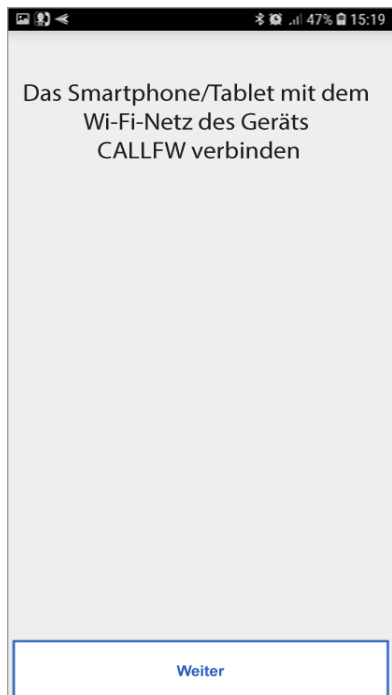 47% 15:19
Das Smartphone/Tablet mit dem
Wi-Fi-Netz des Geräts
CALLFW verbinden
Weiter